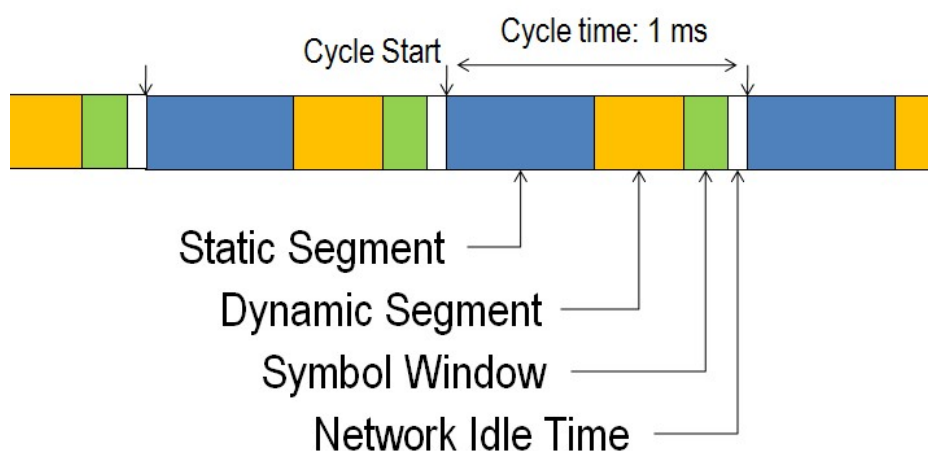 Cycle Start
Cycle time: 1 ms
Static Segment
Dynamic Segment
Symbol Window
Network Idle Time